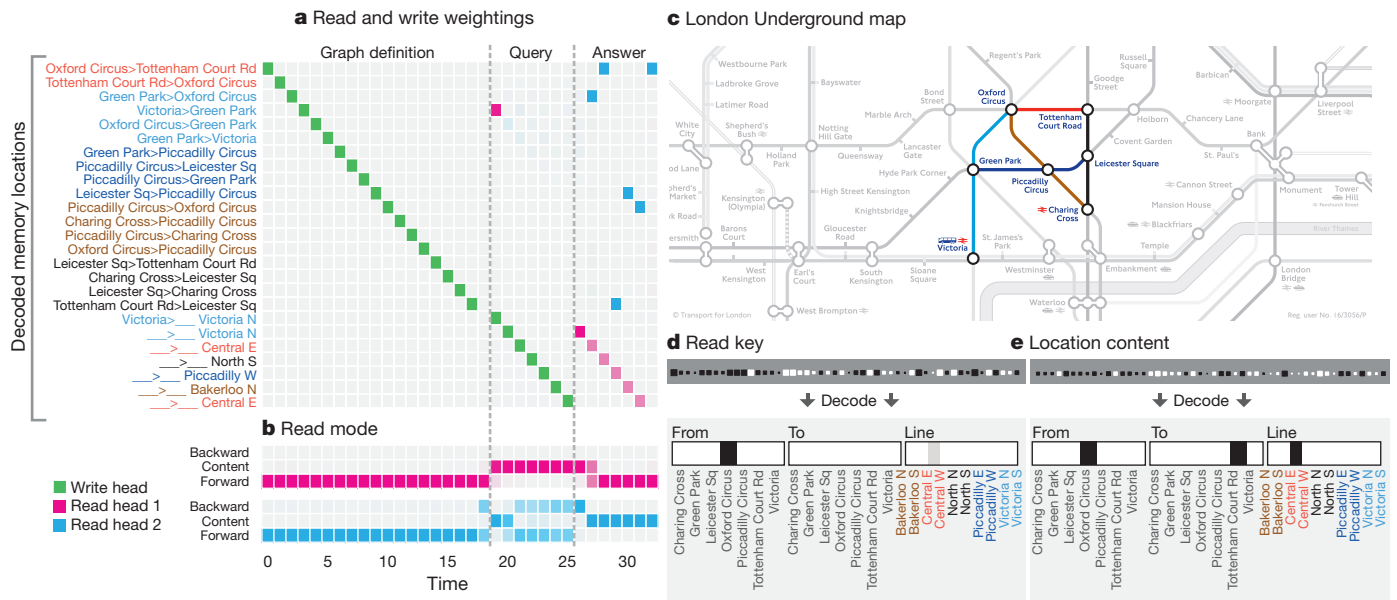 a Read and write weightings
Graph definition
Query
Answer
Decoded memory locations
Oxford Circus>Tottenham Court Rd
Tottenham Court Rd>Oxford Circus
Green Park>Oxford Circus
Victoria>Green Park
Oxford Circus>Green Park
Green Park>Victoria
Green Park>Piccadilly Circus
Piccadilly Circus>Leicester Sq
Piccadilly Circus>Green Park
Leicester Sq>Piccadilly Circus
Piccadilly Circus>Oxford Circus
Charing Cross>Piccadilly Circus
Piccadilly Circus>Charing Cross
Oxford Circus>Piccadilly Circus
Leicester Sq>Tottenham Court Rd
Charing Cross>Leicester Sq
Leicester Sq>Charing Cross
Tottenham Court Rd>Leicester Sq
Victoria>___ Victoria N
___>___ Victoria N
___>___ Central E
___>___ North S
___>___ Piccadilly W
___>___ Bakerloo N
___>___ Central E
b Read mode
Backward
Content
Forward
Backward
Content
Forward
Write head
Read head 1
Read head 2
0 5 10 15 20 25 30
Time
c London Underground map
Westbourne Park
Ladbroke Grove
Latimer Road
White
City
Shepherd's
Bush
Holland
Park
Bayswater
Notting
Hill Gate
Queensway
Lancaster
Gate
Marble Arch
Bond
Street
Regent's Park
Oxford
Circus
Goodge
Street
Russell
Square
Tottenham
Court Road
Holborn
Chancery Lane
Barbican
Moorgate
Liverpool
Street
Bank
St. Paul's
Covent Garden
Leicester Square
Green Park
Piccadilly
Circus
Hyde Park Corner
High Street Kensington
Kensington
(Olympia)
Knightsbridge
Charing
Cross
Cannon Street
Mansion House
Monument
Tower
Hill
Fenchurch Street
od Lane
pherd's
Market
k Road
ersmith
Barons
Court
West
Kensington
Earl's
Court
Gloucester
Road
South
Kensington
Sloane
Square
Victoria
St. James's
Park
Westminster
Embankment
Temple
Blackfriars
River Thames
London
Bridge
Waterloo
West Brompton
© Transport for London
Reg. user No. 16/3056/P
d Read key
Decode
From
To
Line
Charing Cross
Green Park
Leicester Sq
Oxford Circus
Piccadilly Circus
Tottenham Court Rd
Victoria
Charing Cross
Green Park
Leicester Sq
Oxford Circus
Piccadilly Circus
Tottenham Court Rd
Victoria
Bakerloo N
Bakerloo S
Central E
Central W
North N
North S
Piccadilly E
Piccadilly W
Victoria N
Victoria S
e Location content
Decode
From
To
Line
Charing Cross
Green Park
Leicester Sq
Oxford Circus
Piccadilly Circus
Tottenham Court Rd
Victoria
Charing Cross
Green Park
Leicester Sq
Oxford Circus
Piccadilly Circus
Tottenham Court Rd
Victoria
Bakerloo N
Bakerloo S
Central E
Central W
North N
North S
Piccadilly E
Piccadilly W
Victoria N
Victoria S